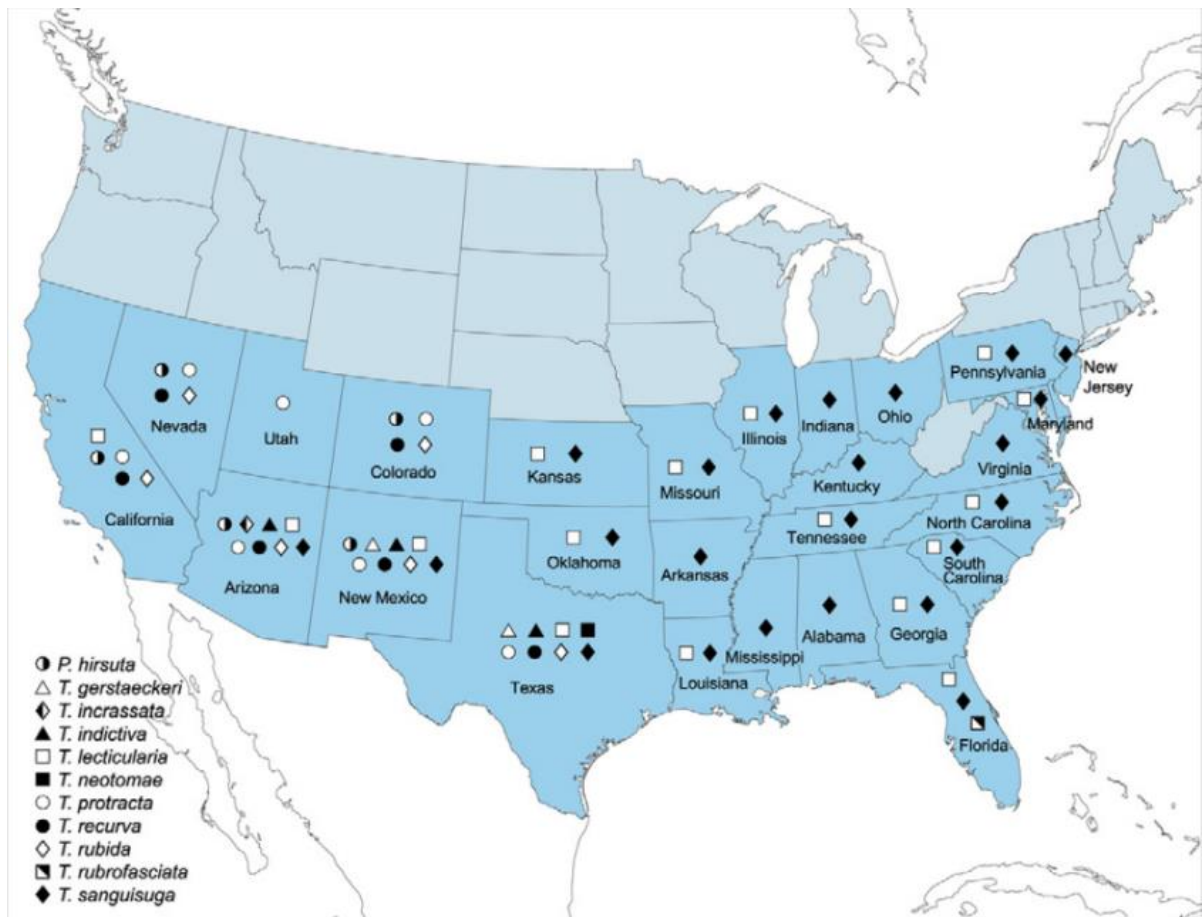 Pennsylvania
New
Jersey
Maryland
Nevada
Utah
Colorado
Kansas
Missouri
Illinois
Indiana
Ohio
Virginia
Kentucky
California
Arizona
New Mexico
Oklahoma
Arkansas
Tennessee
North Carolina
South
Carolina
Texas
Louisiana
Mississippi
Alabama
Georgia
Florida
P. hirsuta
T. gerstaeckeri
T. incrassata
T. indictiva
T. lecticularia
T. neotomae
T. protracta
T. recurva
T. rubida
T. rubrofasciata
T. sanguisuga